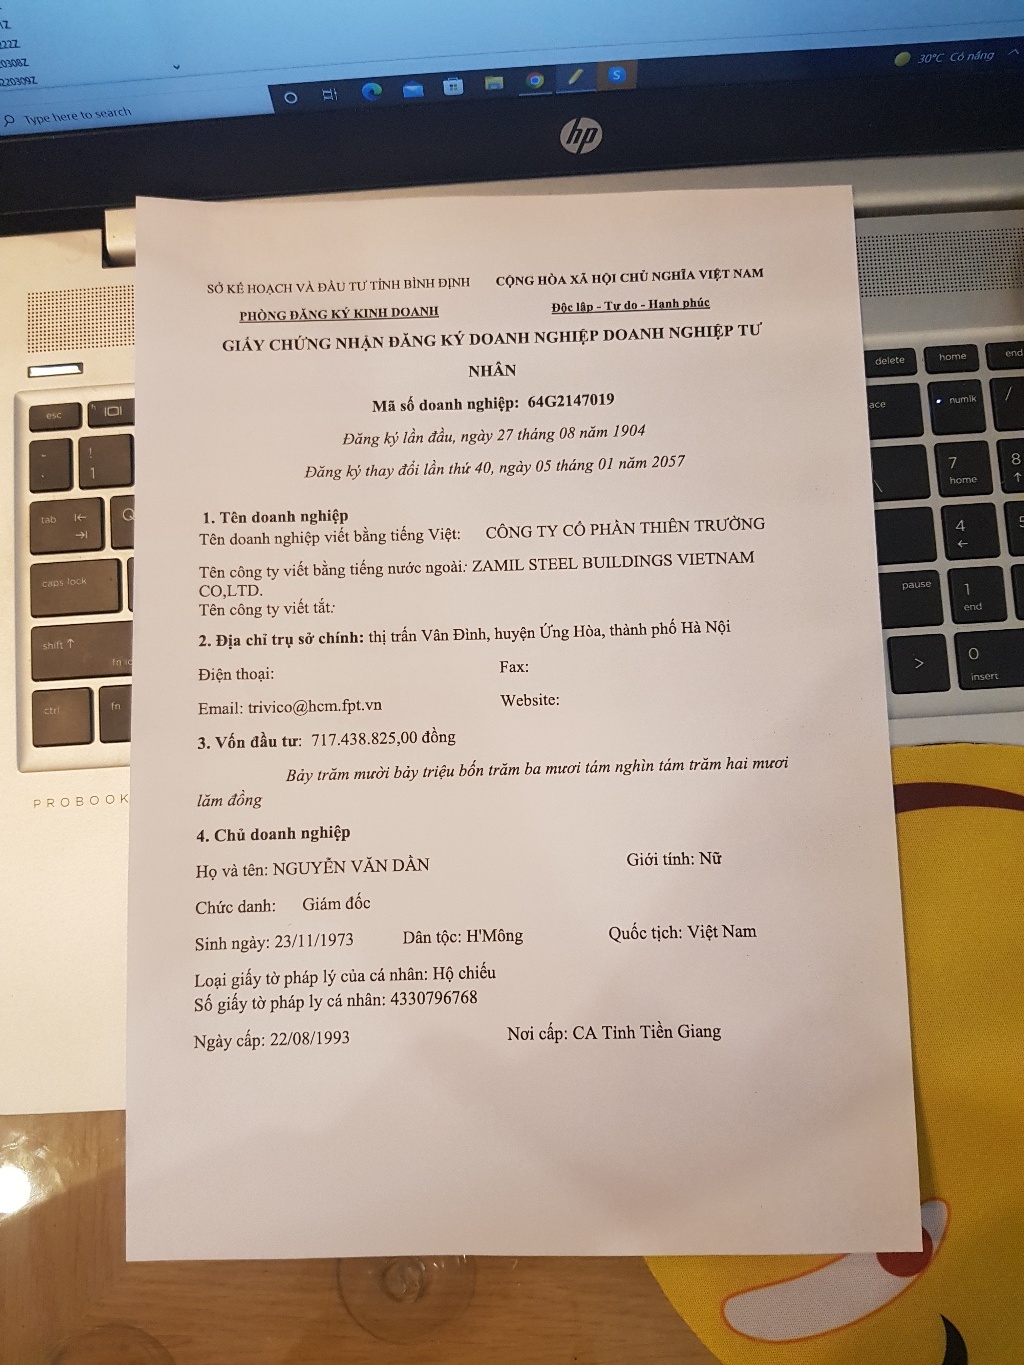 1Z
222Z
0308Z
220309Z
Type here to search
30°C Có nắng
hp
SỞ KẾ HOẠCH VÀ ĐẦU TƯ TỈNH BÌNH ĐỊNH CỘNG HÒA XÃ HỘI CHỦ NGHĨA VIỆT NAM
PHÒNG ĐĂNG KÝ KINH DOANH Độc lập - Tự do - Hạnh phúc
GIẤY CHỨNG NHẬN ĐĂNG KÝ DOANH NGHIỆP DOANH NGHIỆP TƯ
NHÂN
Mã số doanh nghiệp: 64G2147019
Đăng ký lần đầu, ngày 27 tháng 08 năm 1904
Đăng ký thay đổi lần thứ 40, ngày 05 tháng 01 năm 2057
1. Tên doanh nghiệp
Tên doanh nghiệp viết bằng tiếng Việt: CÔNG TY CỔ PHẦN THIÊN TRƯỜNG
Tên công ty viết bằng tiếng nước ngoài: ZAMIL STEEL BUILDINGS VIETNAM
CO,LTD.
Tên công ty viết tắt:
2. Địa chỉ trụ sở chính: thị trấn Vân Đình, huyện Ứng Hòa, thành phố Hà Nội
Điện thoại: Fax:
Email: trivico@hcm.fpt.vn Website:
3. Vốn đầu tư: 717.438.825,00 đồng
Bảy trăm mười bảy triệu bốn trăm ba mươi tám nghìn tám trăm hai mươi
lăm đồng
4. Chủ doanh nghiệp
Họ và tên: NGUYỄN VĂN DẦN Giới tính: Nữ
Chức danh: Giám đốc
Sinh ngày: 23/11/1973 Dân tộc: H'Mông Quốc tịch: Việt Nam
Loại giấy tờ pháp lý của cá nhân: Hộ chiếu
Số giấy tờ pháp ly cá nhân: 4330796768
Ngày cấp: 22/08/1993 Nơi cấp: CA Tỉnh Tiền Giang
esc
! 1
tab Q
caps lock
shift ↑ fn
ctrl fn
PROBOOK
delete home end
ace numlk /
7 home 8 ↑
4 ← 5
pause 1 end
> 0 insert